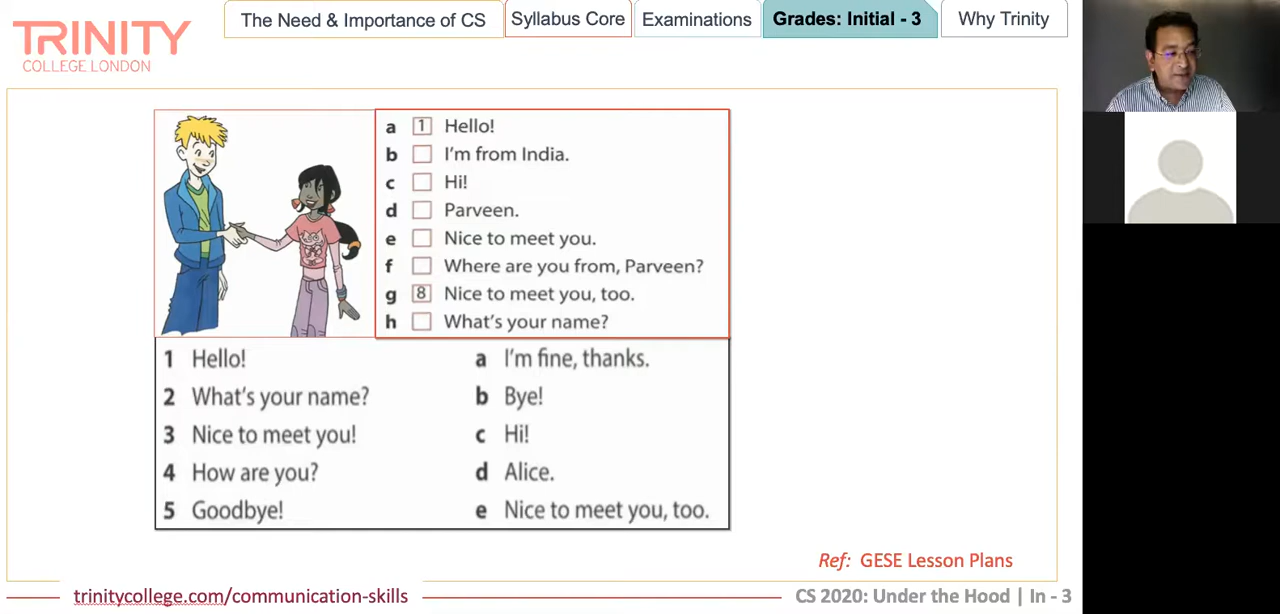 The Need & Importance of CS
Syllabus Core
Examinations
Grades: Initial - 3
Why Trinity
TRINITY
COLLEGE LONDON
a 1 Hello!
b I'm from India.
c Hi!
d Parveen.
e Nice to meet you.
f Where are you from, Parveen?
g 8 Nice to meet you, too.
h What's your name?
1 Hello!
a I'm fine, thanks.
2 What's your name?
b Bye!
3 Nice to meet you!
c Hi!
4 How are you?
d Alice.
5 Goodbye!
e Nice to meet you, too.
Ref: GESE Lesson Plans
trinitycollege.com/communication-skills
CS 2020: Under the Hood | In - 3